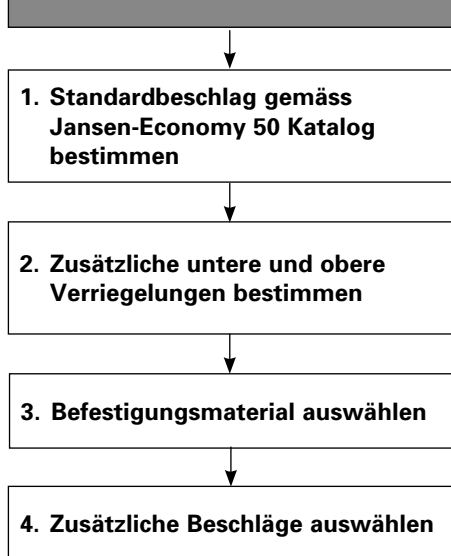 1. Standardbeschlag gemäss
Jansen-Economy 50 Katalog
bestimmen
2. Zusätzliche untere und obere
Verriegelungen bestimmen
3. Befestigungsmaterial auswählen
4. Zusätzliche Beschläge auswählen